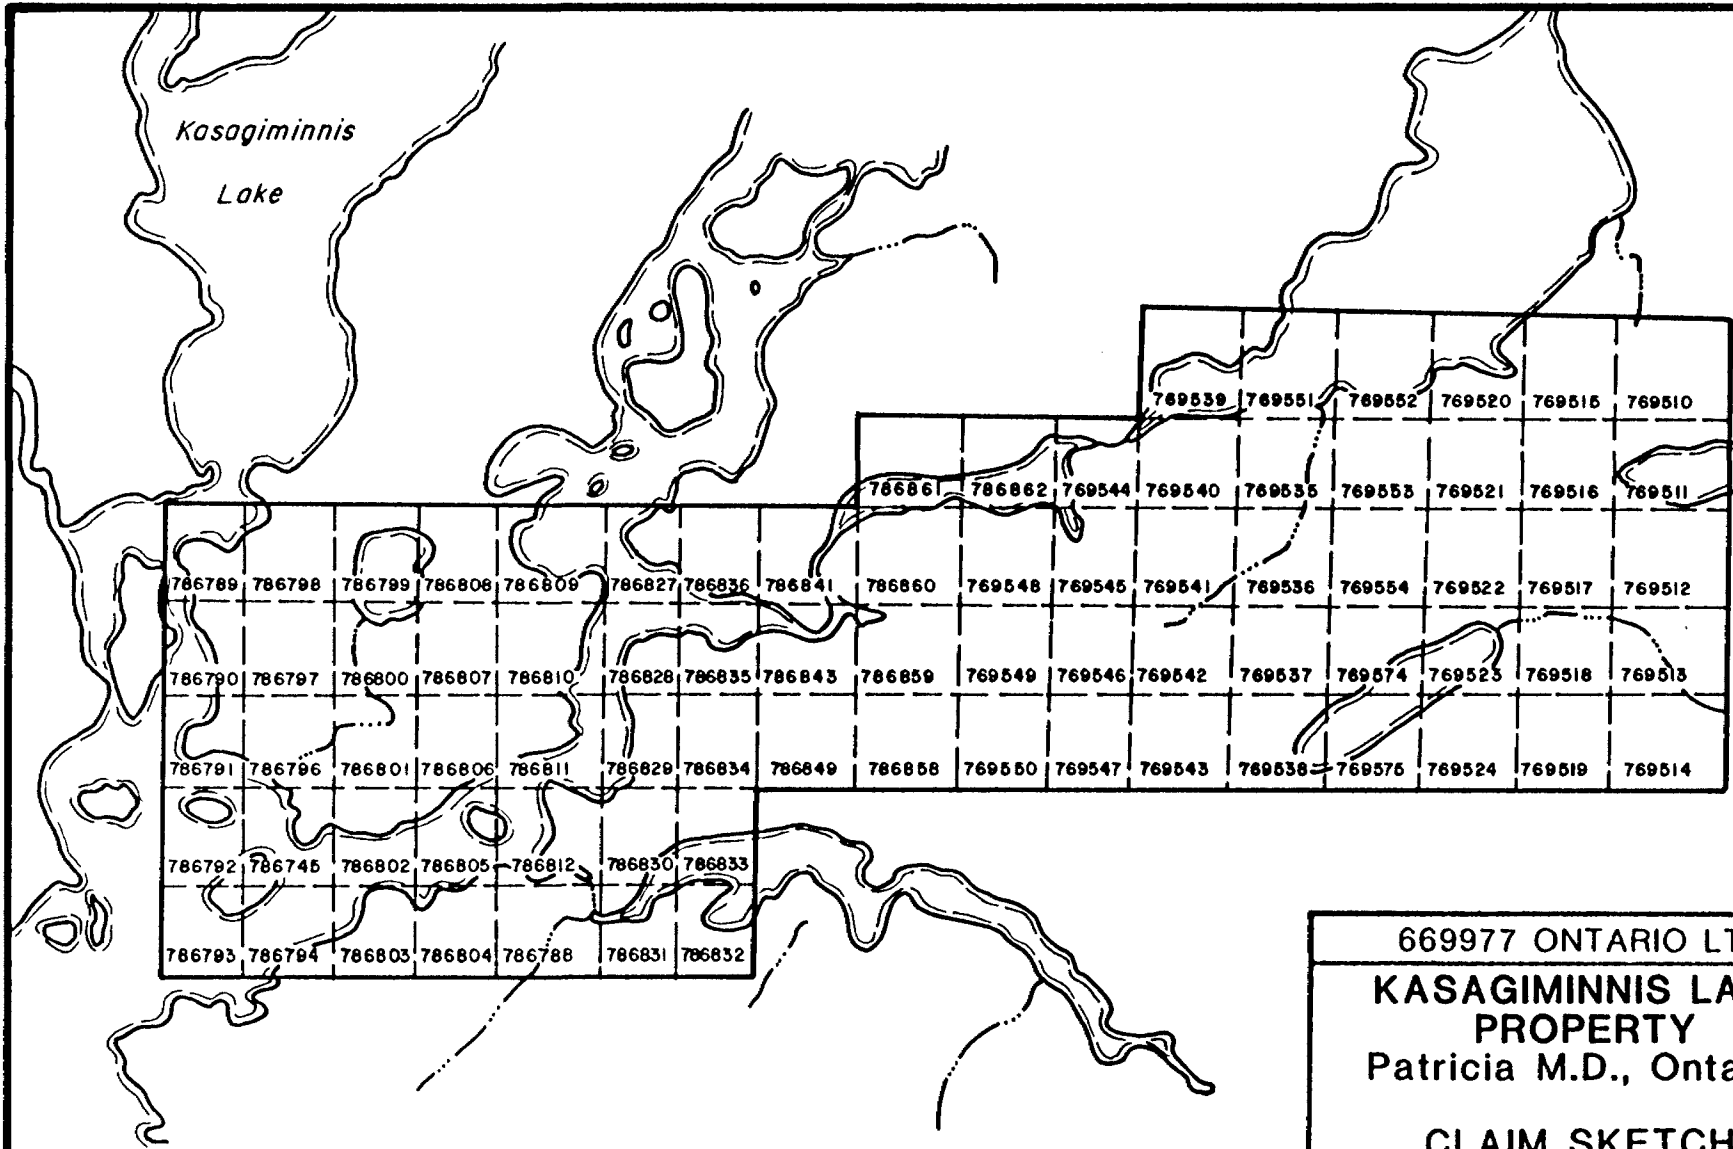 Kasagiminnis
Lake
769539 769551 769552 769520 769515 769510
786861 786862 769544 769540 769535 769553 769521 769516 769511
786789 786798 786799 786808 786809 786827 786836 786841 786860 769548 769545 769541 769536 769554 769522 769517 769512
786790 786797 786800 786807 786810 786828 786835 786843 786859 769549 769546 769542 769537 769574 769523 769518 769513
786791 786796 786801 786806 786811 786829 786834 786849 786858 769550 769547 769543 769538 769575 769524 769519 769514
786792 786745 786802 786805 786812 786830 786833
786793 786794 786803 786804 786788 786831 786832
669977 ONTARIO LT
KASAGIMINNIS LA
PROPERTY
Patricia M.D., Onta
CLAIM SKETCH